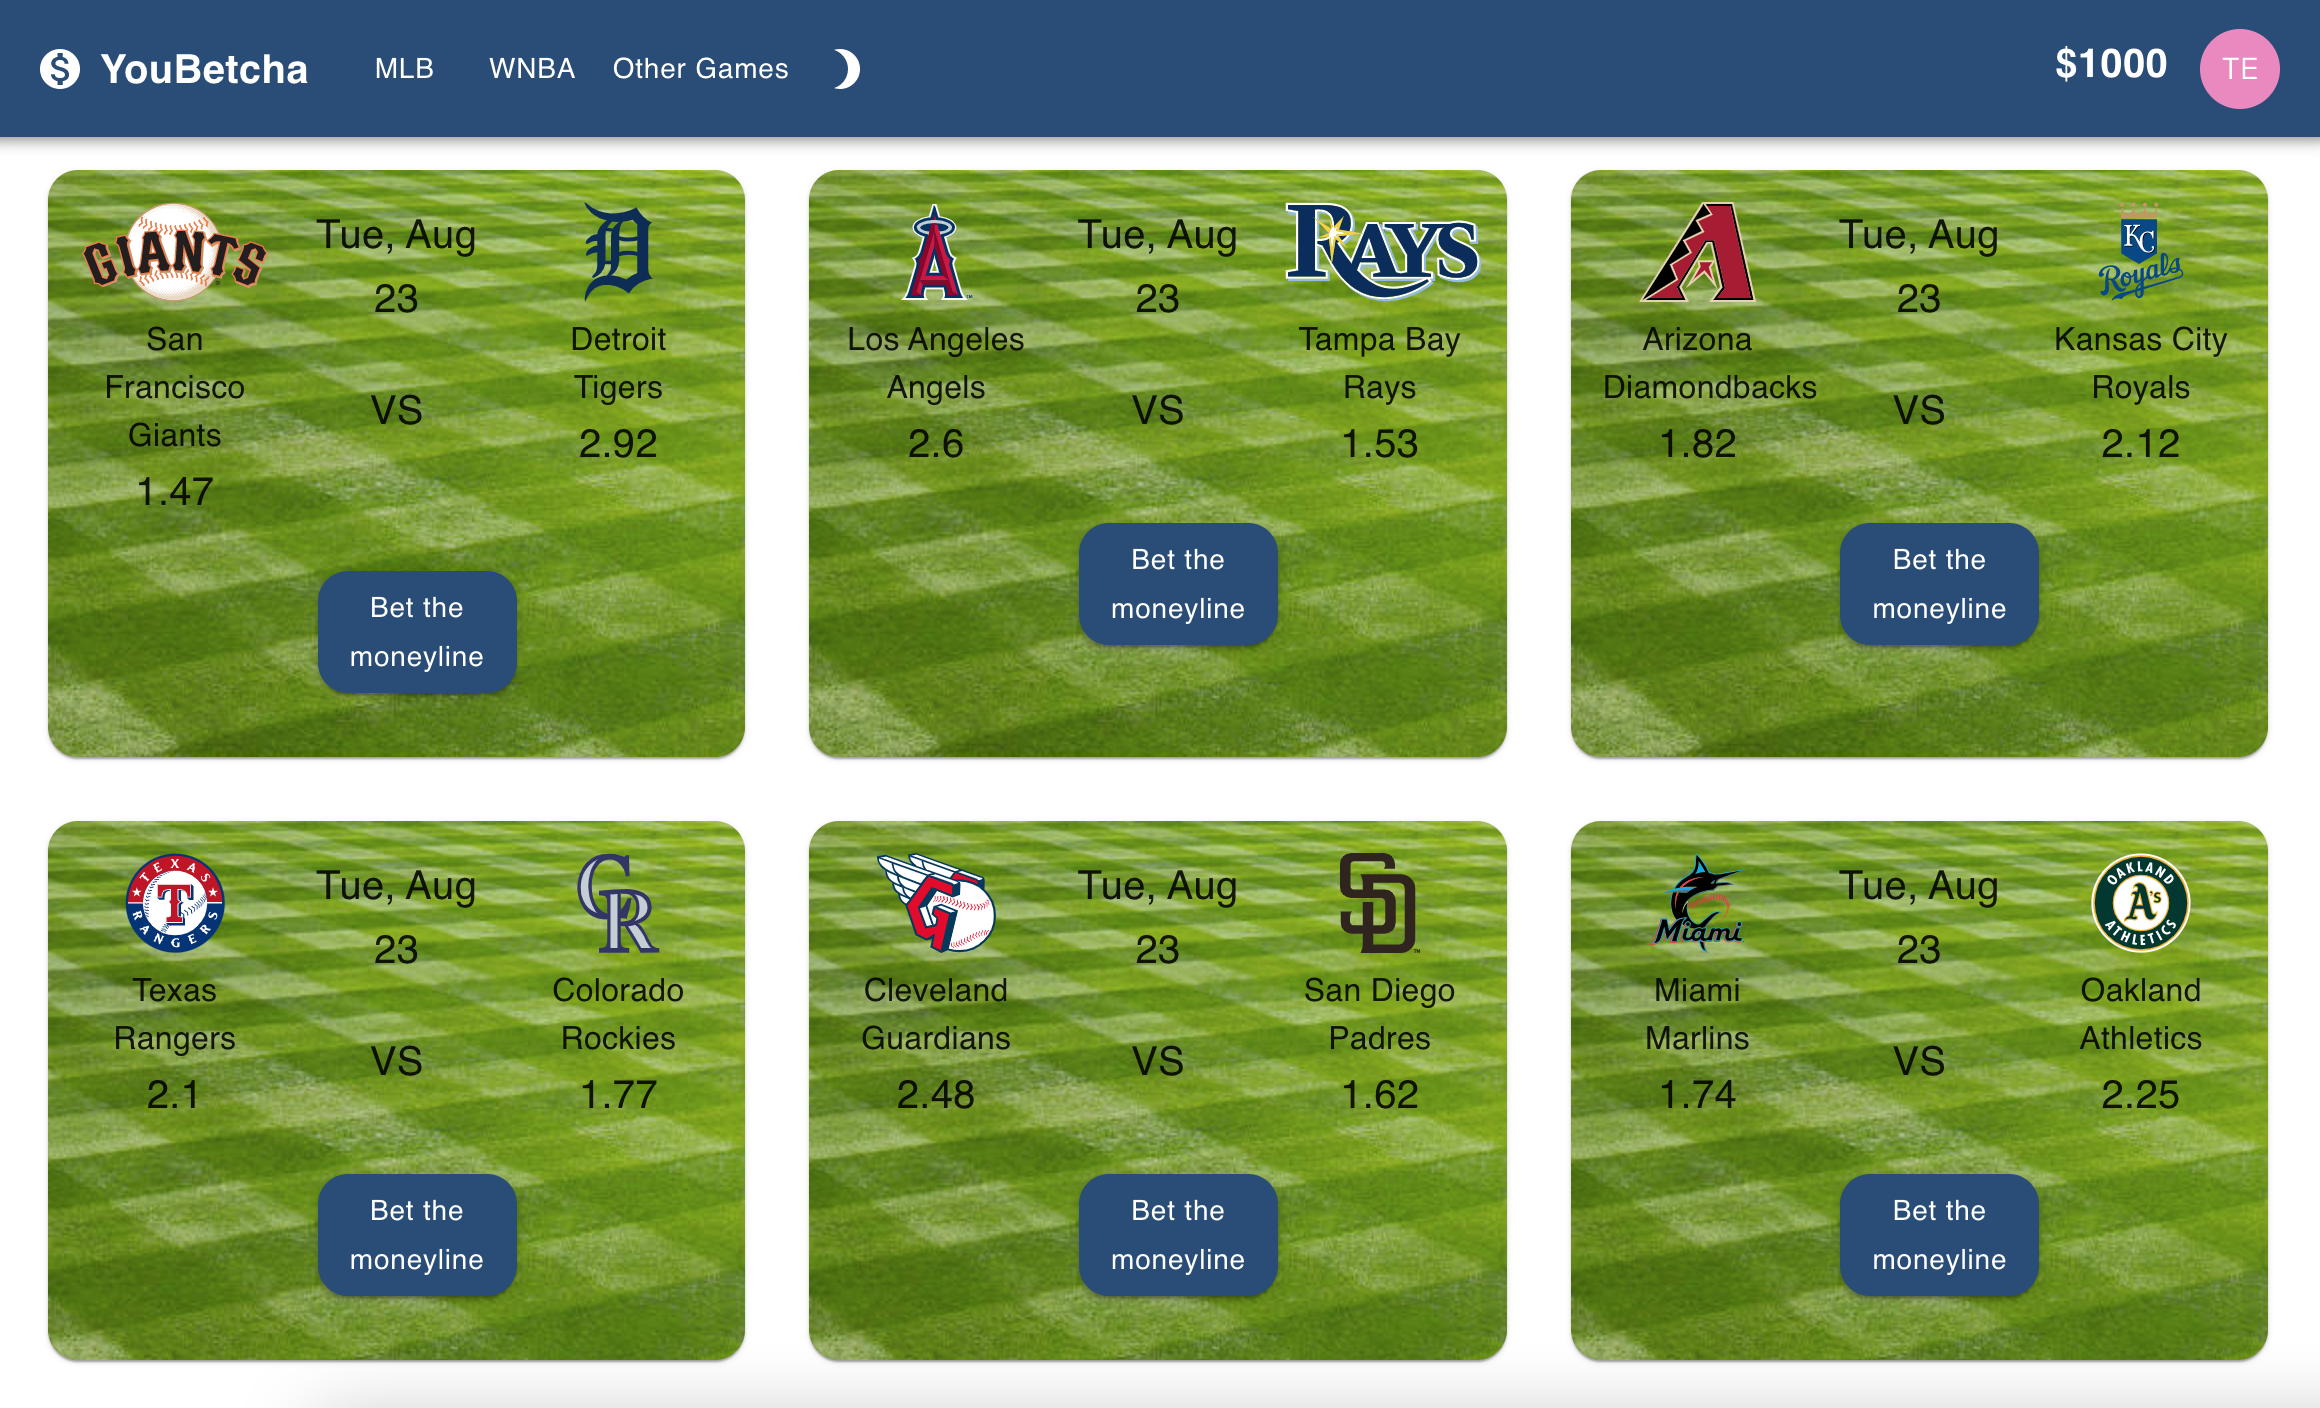 $ YouBetcha MLB WNBA Other Games $1000 TE
GIANTS
Tue, Aug
23
D
San
Francisco
Giants
1.47
VS
Detroit
Tigers
2.92
Bet the
moneyline
A
Tue, Aug
23
RAYS
Los Angeles
Angels
2.6
VS
Tampa Bay
Rays
1.53
Bet the
moneyline
A
Tue, Aug
23
KC
Royals
Arizona
Diamondbacks
1.82
VS
Kansas City
Royals
2.12
Bet the
moneyline
TEXAS
T
RANGERS
Tue, Aug
23
CR
Texas
Rangers
2.1
VS
Colorado
Rockies
1.77
Bet the
moneyline
G
Tue, Aug
23
SD
Cleveland
Guardians
2.48
VS
San Diego
Padres
1.62
Bet the
moneyline
Miami
Tue, Aug
23
OAKLAND
A's
ATHLETICS
Miami
Marlins
1.74
VS
Oakland
Athletics
2.25
Bet the
moneyline